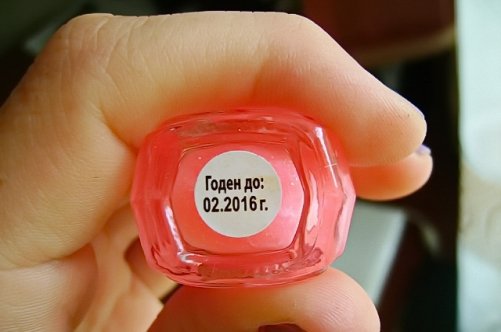 Годен до:
02.2016 г.